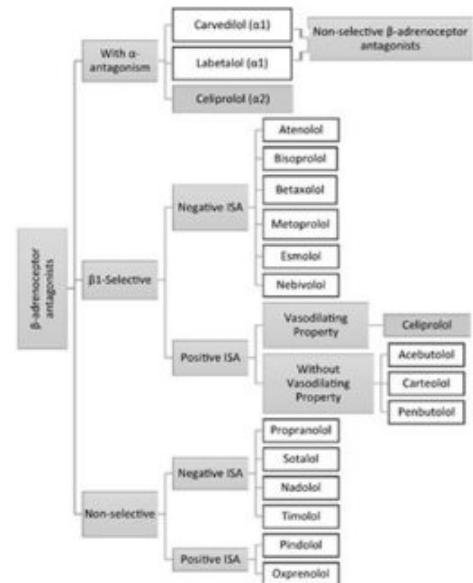 β-adrenoceptor
antagonists
With α-
antagonism
Carvedilol (α1)
Labetalol (α1)
Celiprolol (α2)
Non-selective β-adrenoceptor
antagonists
β1-Selective
Negative ISA
Atenolol
Bisoprolol
Betaxolol
Metoprolol
Esmolol
Nebivolol
Positive ISA
Vasodilating
Property
Celiprolol
Without
Vasodilating
Property
Acebutolol
Carteolol
Penbutolol
Non-selective
Negative ISA
Propranolol
Sotalol
Nadolol
Timolol
Positive ISA
Pindolol
Oxprenolol